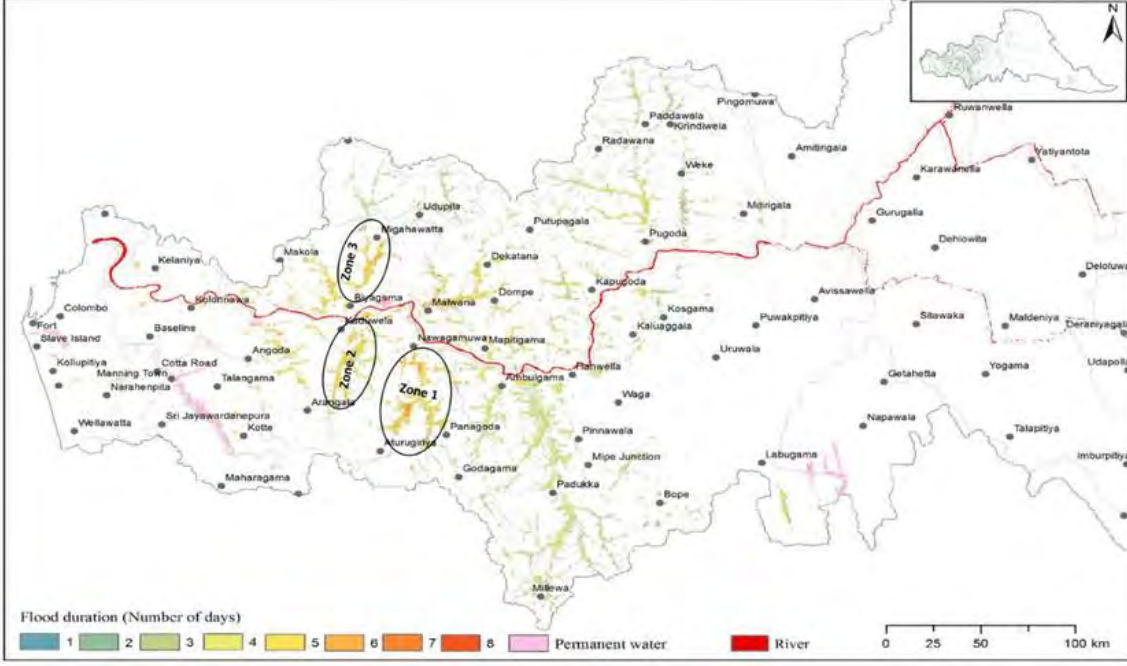 N
Ruwanwella
Pingomuwa
Paddawala
Kirindiwela
Radawana
Amitirigala
Yatiyantota
Weke
Karawanella
Udupila
Miirigala
Gurugalla
Migahawatta
Putupagala
Pugoda
Dehiowita
Makola
Kelaniya
Zone 3
Dekatana
Deloluwa
Kapugoda
Biyagama
Dompe
Avissawella
Kolonnawa
Malwana
Colombo
Kosgama
Fort
Kaduwela
Puwakpitiya
Sitawaka
Maldeniya
Baseline
Kaluaggala
Deraniyagala
Slave Island
Nawagamuwa
Mapitigama
Angoda
Uruwala
Kollupitiya
Cotta Road
Zone 2
Hanwella
Manning Town
Talangama
Ambulgama
Getahetta
Yogama
Udapolla
Narahenpita
Zone 1
Waga
Arangala
Sri Jayawardanepura
Kotte
Wellawatta
Panagoda
Pinnawala
Napawala
Talapitiya
Aturugiriya
Mipe Junction
Labugama
Imburpitiya
Maharagama
Godagama
Padukka
Bope
Millewa
Flood duration (Number of days)
1 2 3 4 5 6 7 8 Permanent water River
0 25 50 100 km